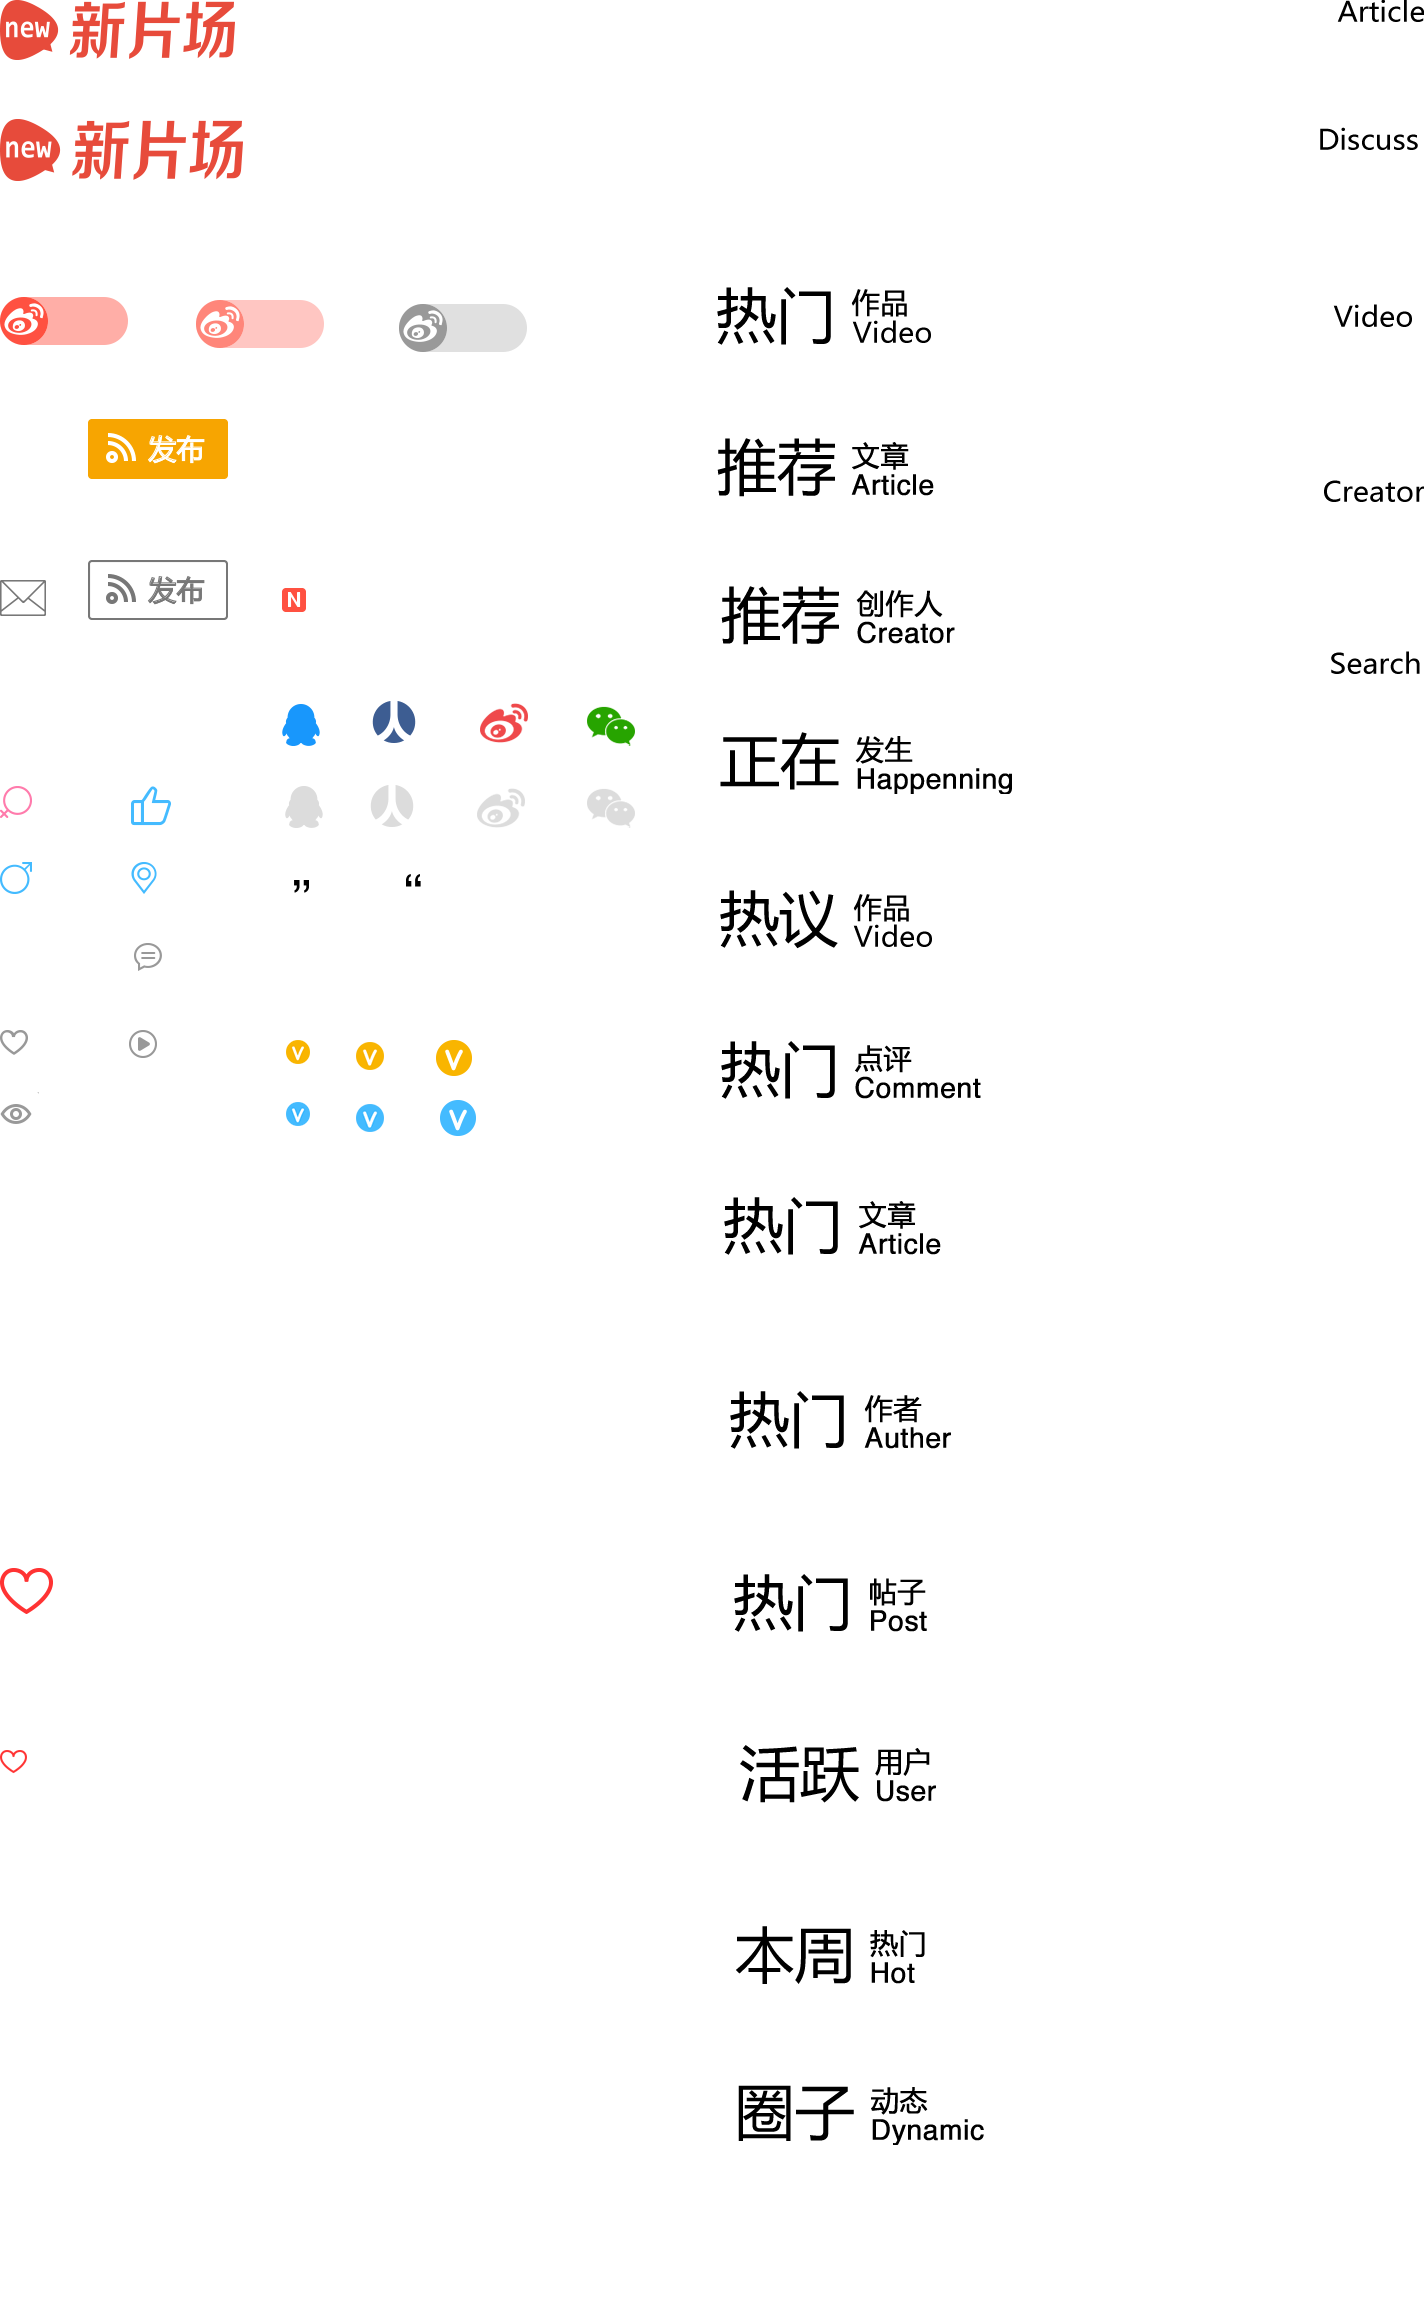 new 新片场
Article
new 新片场
Discuss
热门 作品
Video
Video
发布
推荐 文章
Article
Creator
发布
N
推荐 创作人
Creator
Search
正在 发生
Happenning
” “
热议 作品
Video
V V V
热门 点评
Comment
V V V
热门 文章
Article
热门 作者
Auther
热门 帖子
Post
活跃 用户
User
本周 热门
Hot
圈子 动态
Dynamic